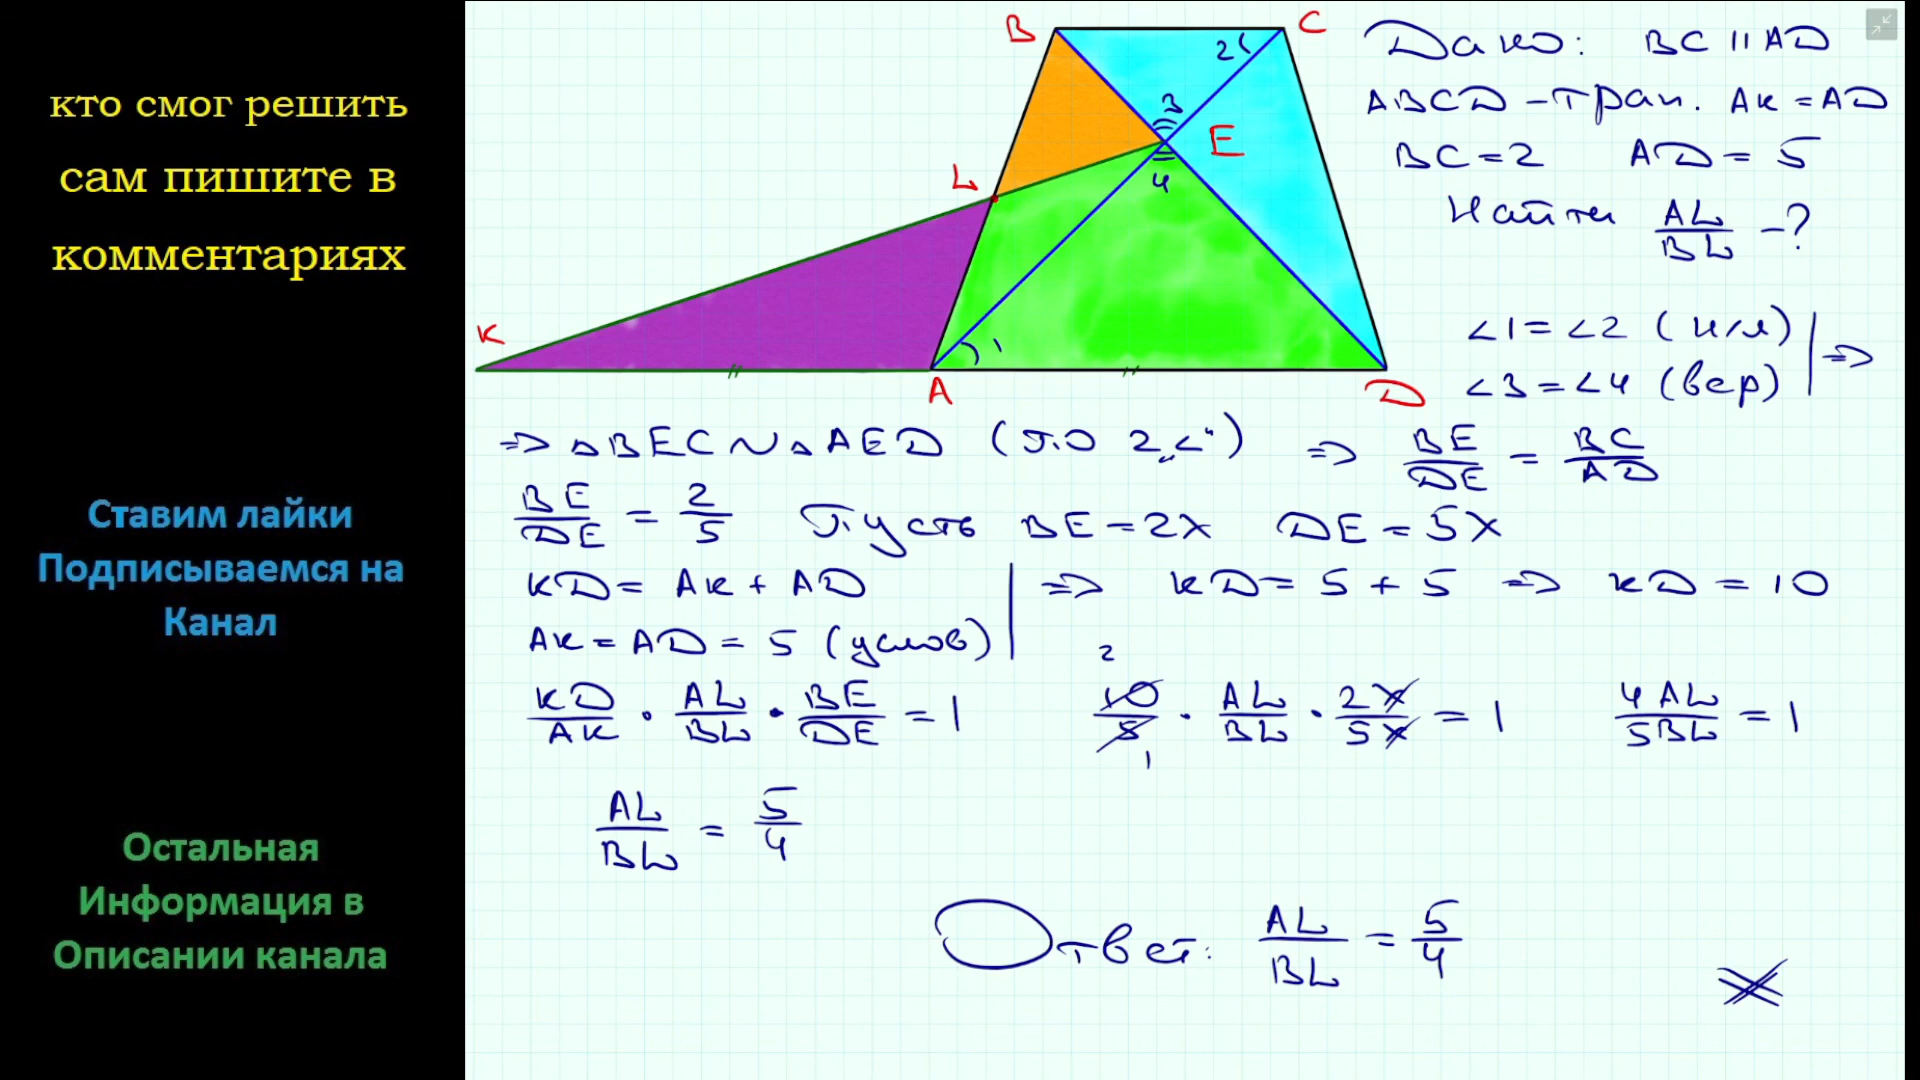 кто смог решить
сам пишите в
комментариях
Ставим лайки
Подписываемся на
Канал
Остальная
Информация в
Описании канала
B
C
2
3
E
4
L
K
1
A
D
Дано: BC || AD
ABCD - трап. AK = AD
BC = 2 AD = 5
Найти AL/BL - ?
∠1 = ∠2 (н/л)
∠3 = ∠4 (вер) | =>
=> △BEC ~ △AED (по 2"∠") => BE/DE = BC/AD
BE/DE = 2/5 Пусть BE = 2x DE = 5x
KD = AK + AD | => KD = 5 + 5 => KD = 10
AK = AD = 5 (услов)
KD/AK · AL/BL · BE/DE = 1 10/5 · AL/BL · 2x/5x = 1 4AL/5BL = 1
2
1
AL/BL = 5/4
Ответ: AL/BL = 5/4